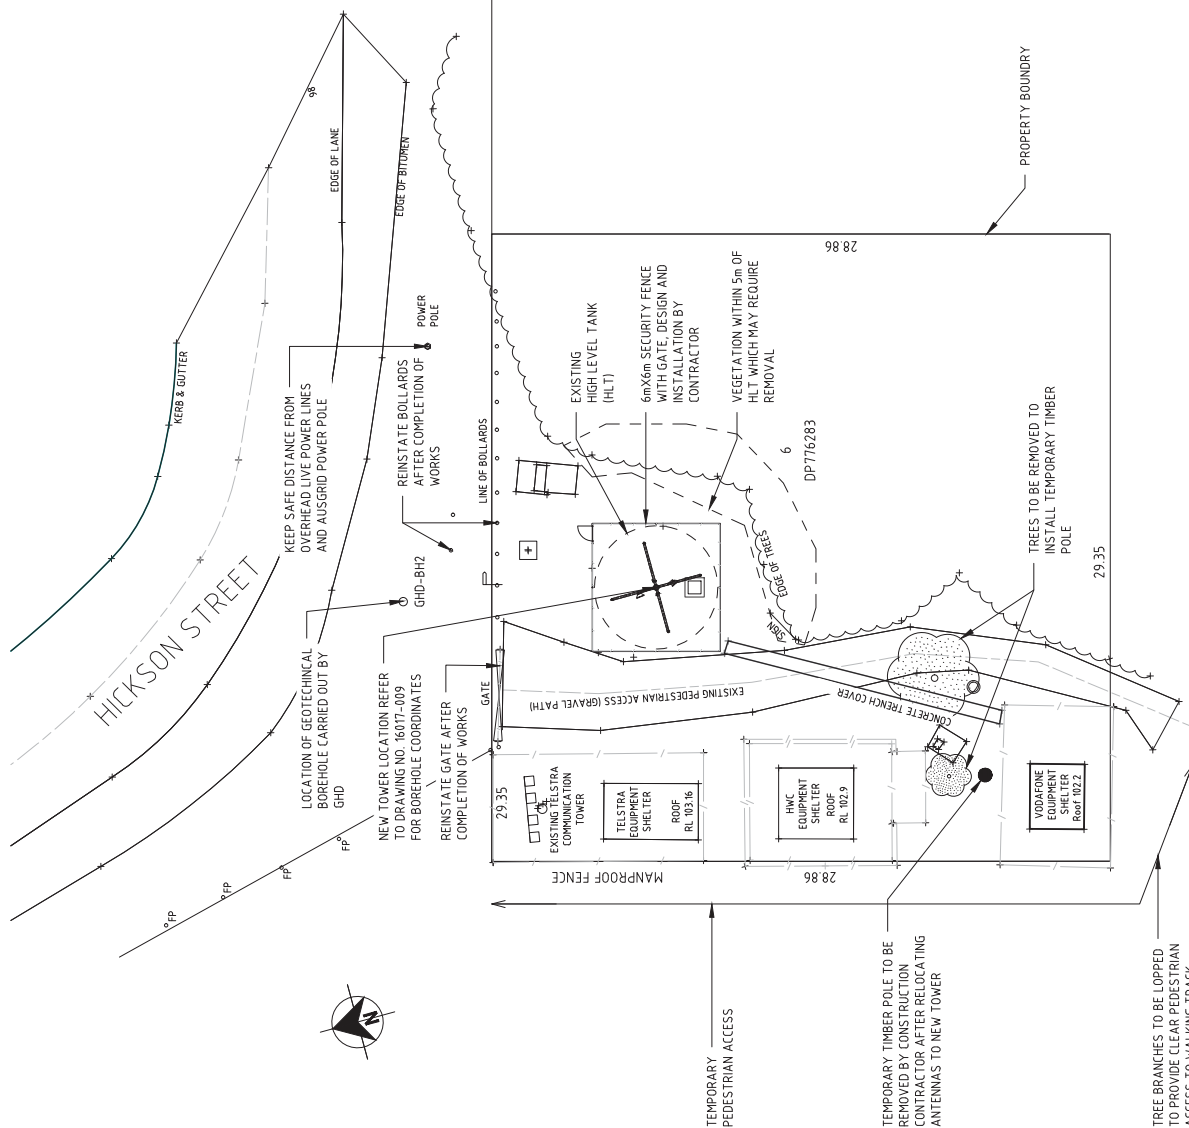 98
EDGE OF LANE
EDGE OF BITUMEN
KERB & GUTTER
HICKSON STREET
PROPERTY BOUNDRY
28.86
POWER
POLE
KEEP SAFE DISTANCE FROM
OVERHEAD LIVE POWER LINES
AND AUSGRID POWER POLE
REINSTATE BOLLARDS
AFTER COMPLETION OF
WORKS
LINE OF BOLLARDS
EXISTING
HIGH LEVEL TANK
(HLT)
6mX6m SECURITY FENCE
WITH GATE, DESIGN AND
INSTALLATION BY
CONTRACTOR
VEGETATION WITHIN 5m OF
HLT WHICH MAY REQUIRE
REMOVAL
6
DP776283
TREES TO BE REMOVED TO
INSTALL TEMPORARY TIMBER
POLE
29.35
GHD-BH2
LOCATION OF GEOTECHINCAL
BOREHOLE CARRIED OUT BY
GHD
NEW TOWER LOCATION REFER
TO DRAWING NO. 16017-009
FOR BOREHOLE COORDINATES
REINSTATE GATE AFTER
COMPLETION OF WORKS
GATE
EDGE OF TREES
SIGN
EXISTING PEDESTRIAN ACCESS (GRAVEL PATH)
CONCRETE TRENCH COVER
29.35
EXISTING TELSTRA
COMMUNICATION
TOWER
TELSTRA
EQUIPMENT
SHELTER
ROOF
RL 103.16
HWC
EQUIPMENT
SHELTER
ROOF
RL 102.9
VODAFONE
EQUIPMENT
SHELTER
Roof 102.2
MANPROOF FENCE
28.86
FP
FP
FP
FP
N
TEMPORARY
PEDESTRIAN ACCESS
TEMPORARY TIMBER POLE TO BE
REMOVED BY CONSTRUCTION
CONTRACTOR AFTER RELOCATING
ANTENNAS TO NEW TOWER
TREE BRANCHES TO BE LOPPED
TO PROVIDE CLEAR PEDESTRIAN
ACCESS TO WALKING TRACK